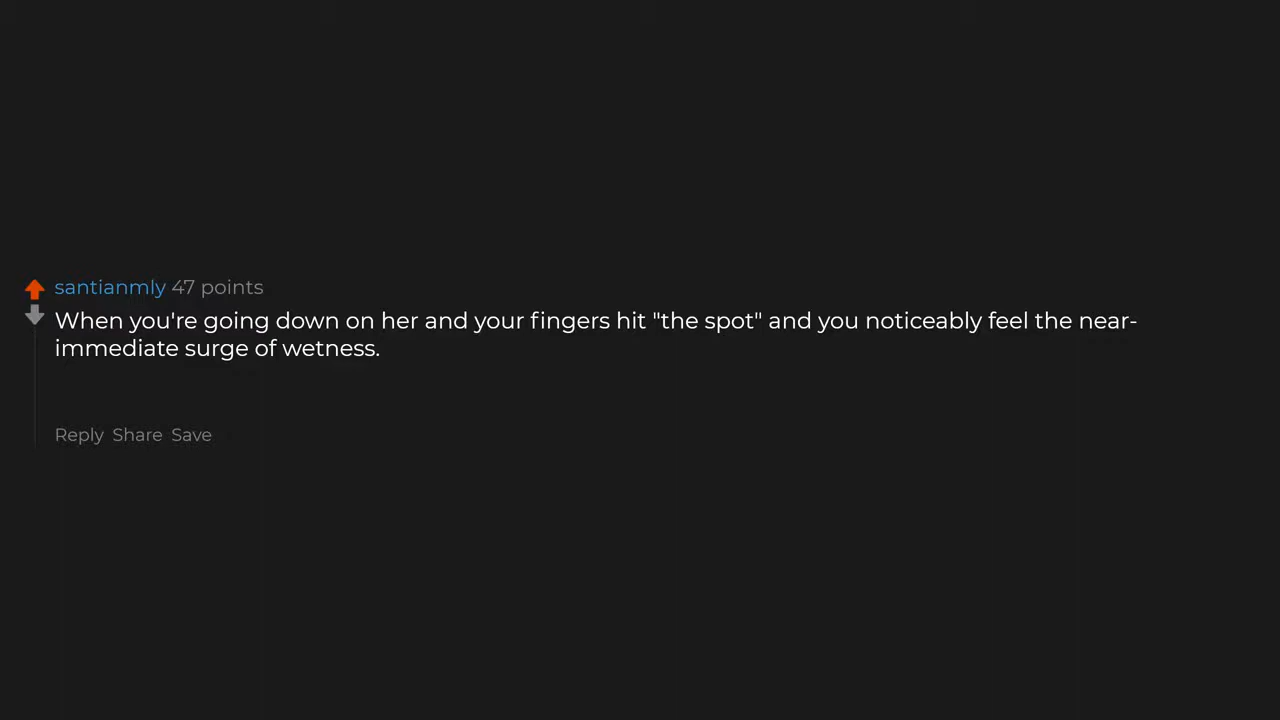 santianmly 47 points
When you're going down on her and your fingers hit "the spot" and you noticeably feel the near-
immediate surge of wetness.
Reply Share Save